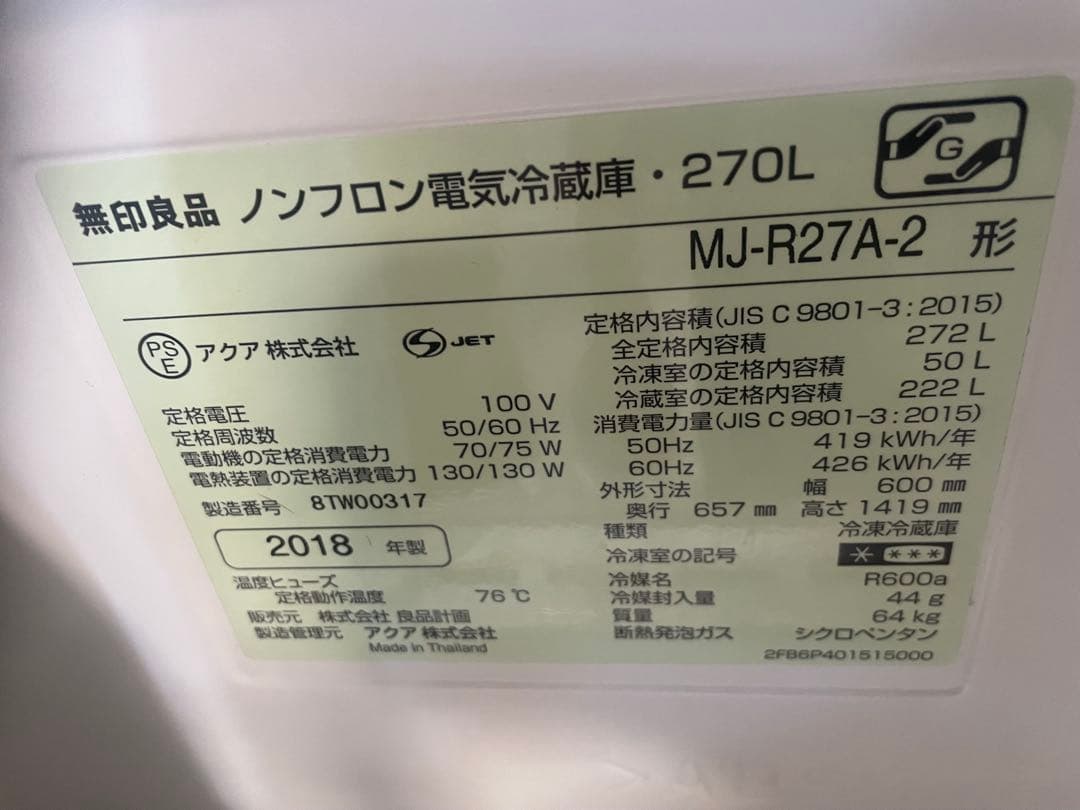 無印良品 ノンフロン電気冷蔵庫・270L
G
MJ-R27A-2 形
PS
E
アクア 株式会社
JET
定格電圧 100 V
定格周波数 50/60 Hz
電動機の定格消費電力 70/75 W
電熱装置の定格消費電力 130/130 W
製造番号 8TW00317
2018 年製
温度ヒューズ
定格動作温度 76 ℃
販売元 株式会社 良品計画
製造管理元 アクア 株式会社
Made in Thailand
定格内容積(JIS C 9801-3:2015)
全定格内容積 272 L
冷凍室の定格内容積 50 L
冷蔵室の定格内容積 222 L
消費電力量(JIS C 9801-3:2015)
50Hz 419 kWh/年
60Hz 426 kWh/年
外形寸法 幅 600 ㎜
奥行 657 ㎜ 高さ 1419 ㎜
種類 冷凍冷蔵庫
冷凍室の記号 * ***
冷媒名 R600a
冷媒封入量 44 g
質量 64 kg
断熱発泡ガス シクロペンタン
2FB6P401515000